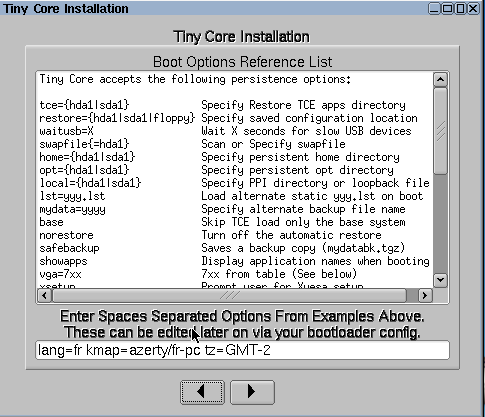 Tiny Core Installation
Tiny Core Installation
Boot Options Reference List
Tiny Core accepts the following persistence options:
tce={hda1|sda1} Specify Restore TCE apps directory
restore={hda1|sda1|floppy} Specify saved configuration location
waitusb=X Wait X seconds for slow USB devices
swapfile{=hda1} Scan or Specify swapfile
home={hda1|sda1} Specify persistent home directory
opt={hda1|sda1} Specify persistent opt directory
local={hda1|sda1} Specify PPI directory or loopback file
lst=yyy.lst Load alternate static yyy.lst on boot
mydata=yyyy Specify alternate backup file name
base Skip TCE load only the base system
norestore Turn off the automatic restore
safebackup Saves a backup copy (mydatabk.tgz)
showapps Display application names when booting
vga=7xx 7xx from table (See below)
xsetup Prompt user for Xvesa setup
Enter Spaces Separated Options From Examples Above.
These can be edited later on via your bootloader config.
lang=fr kmap=azerty/fr-pc tz=GMT-2